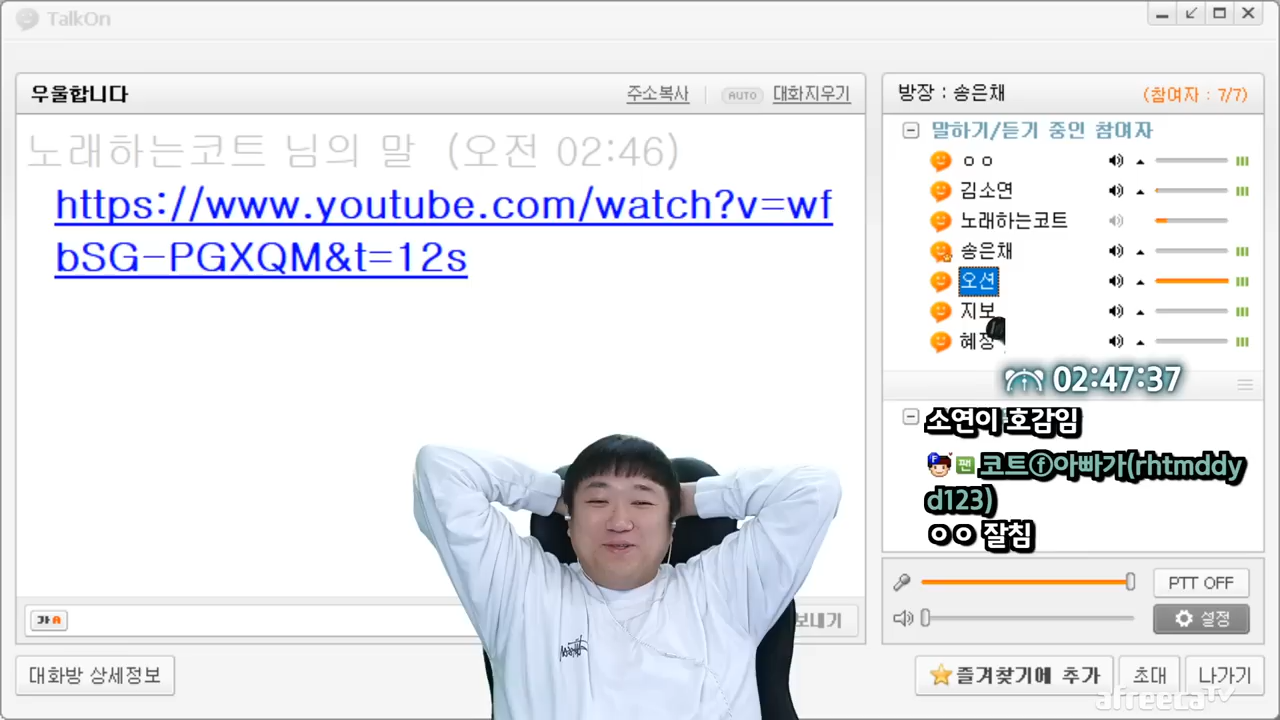 TalkOn
우울합니다
주소복사
AUTO
대화지우기
노래하는코트 님의 말 (오전 02:46)
https://www.youtube.com/watch?v=wf
bSG-PGXQM&t=12s
보내기
대화방 상세정보
방장 : 송은채
(참여자 : 7/7)
말하기/듣기 중인 참여자
ㅇㅇ
김소연
노래하는코트
송은채
오션
지보
혜정
02:47:37
소연이 호감임
F 팬 코트ⓕ아빠가(rhtmddy
d123)
ㅇㅇ 잘침
PTT OFF
설정
즐겨찾기에 추가
초대
나가기
afreecaTV